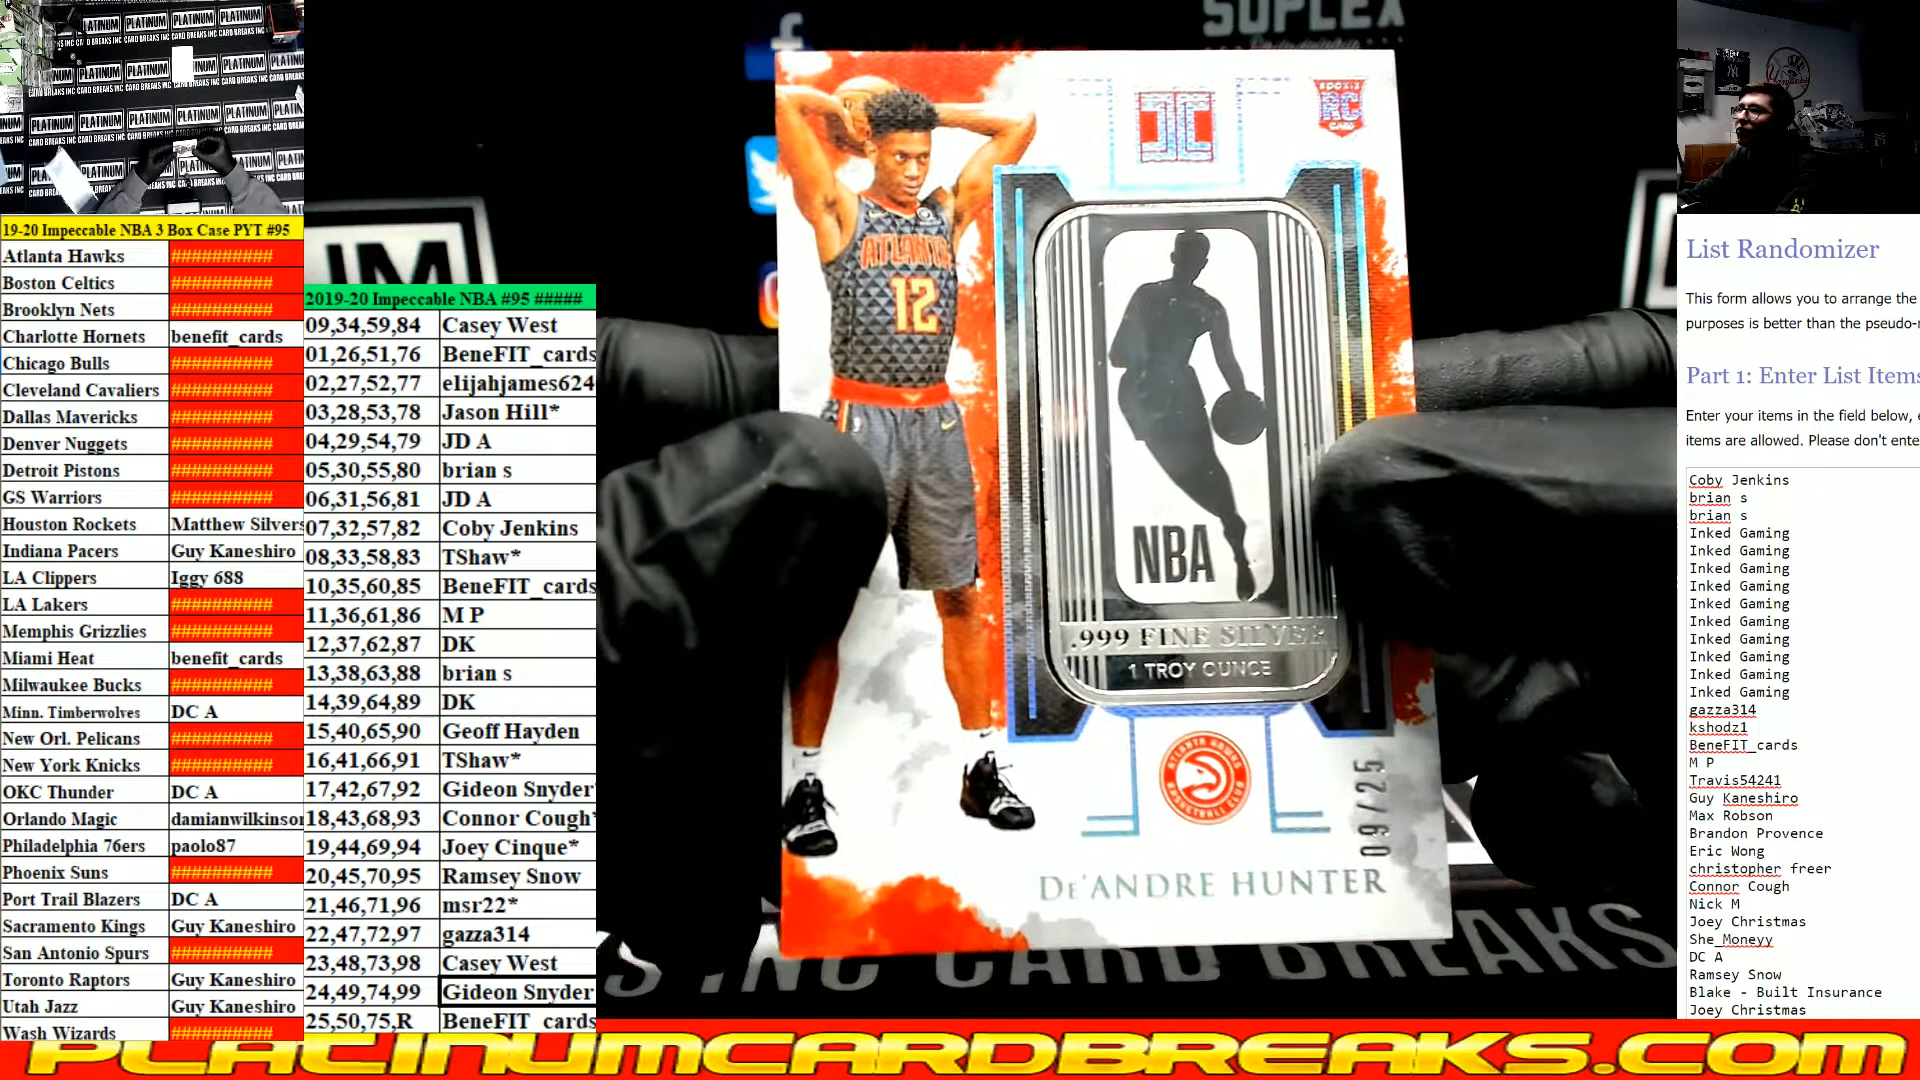 SUPLEX
PLATINUM
CARD BREAKS INC
19-20 Impeccable NBA 3 Box Case PYT #95
Atlanta Hawks ##########
Boston Celtics ##########
Brooklyn Nets ##########
Charlotte Hornets benefit_cards
Chicago Bulls ##########
Cleveland Cavaliers ##########
Dallas Mavericks ##########
Denver Nuggets ##########
Detroit Pistons ##########
GS Warriors ##########
Houston Rockets Matthew Silvers
Indiana Pacers Guy Kaneshiro
LA Clippers Iggy 688
LA Lakers ##########
Memphis Grizzlies ##########
Miami Heat benefit_cards
Milwaukee Bucks ##########
Minn. Timberwolves DC A
New Orl. Pelicans ##########
New York Knicks ##########
OKC Thunder DC A
Orlando Magic damianwilkinson
Philadelphia 76ers paolo87
Phoenix Suns ##########
Port Trail Blazers DC A
Sacramento Kings Guy Kaneshiro
San Antonio Spurs ##########
Toronto Raptors Guy Kaneshiro
Utah Jazz Guy Kaneshiro
Wash Wizards ##########
2019-20 Impeccable NBA #95 #####
09,34,59,84 Casey West
01,26,51,76 BeneFIT_cards
02,27,52,77 elijahjames624
03,28,53,78 Jason Hill*
04,29,54,79 JD A
05,30,55,80 brian s
06,31,56,81 JD A
07,32,57,82 Coby Jenkins
08,33,58,83 TShaw*
10,35,60,85 BeneFIT_cards
11,36,61,86 M P
12,37,62,87 DK
13,38,63,88 brian s
14,39,64,89 DK
15,40,65,90 Geoff Hayden
16,41,66,91 TShaw*
17,42,67,92 Gideon Snyder
18,43,68,93 Connor Cough*
19,44,69,94 Joey Cinque*
20,45,70,95 Ramsey Snow
21,46,71,96 msr22*
22,47,72,97 gazza314
23,48,73,98 Casey West
24,49,74,99 Gideon Snyder
25,50,75,R BeneFIT_cards
ROOKIE
RC
CARD
ATLANTA
12
NBA
.999 FINE SILVER
1 TROY OUNCE
ATLANTA HAWKS
BASKETBALL CLUB
09/25
DE'ANDRE HUNTER
S INC CARD BREAKS
List Randomizer
This form allows you to arrange the
purposes is better than the pseudo-r
Part 1: Enter List Items
Enter your items in the field below, e
items are allowed. Please don't ente
Coby Jenkins
brian s
brian s
Inked Gaming
Inked Gaming
Inked Gaming
Inked Gaming
Inked Gaming
Inked Gaming
Inked Gaming
Inked Gaming
Inked Gaming
Inked Gaming
gazza314
kshodz1
BeneFIT_cards
M P
Travis54241
Guy Kaneshiro
Max Robson
Brandon Provence
Eric Wong
christopher freer
Connor Cough
Nick M
Joey Christmas
She_Moneyy
DC A
Ramsey Snow
Blake - Built Insurance
Joey Christmas
PLATINUMCARDBREAKS.COM